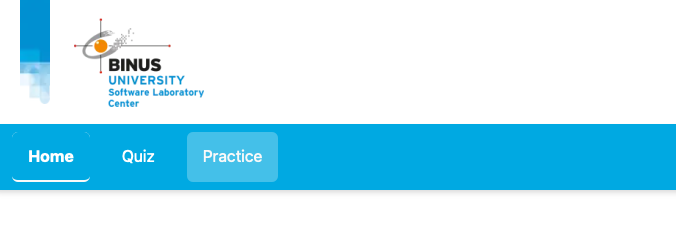 BINUS
UNIVERSITY
Software Laboratory
Center
Home Quiz Practice